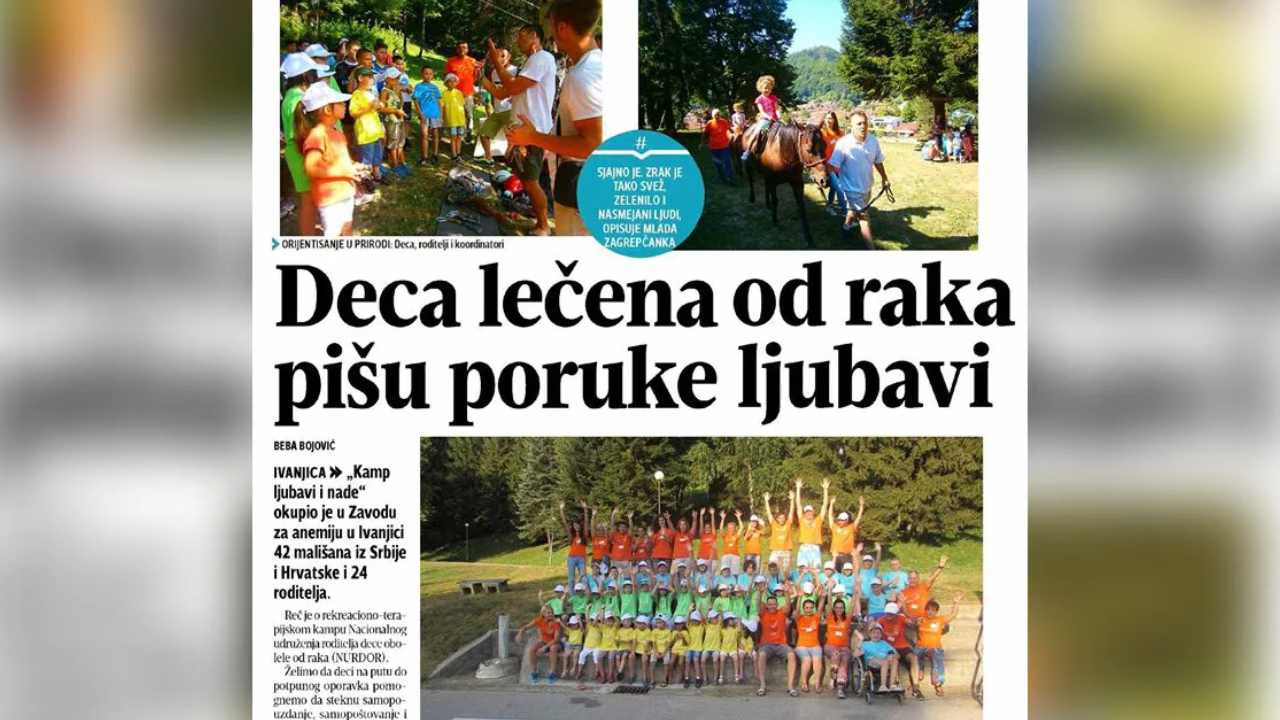 #
SJAJNO JE. ZRAK JE
TAKO SVEŽ,
ZELENILO I
NASMEJANI LJUDI,
OPISUJE MLADA
ZAGREPČANKA
ORIJENTISANJE U PRIRODI: Deca, roditelji i koordinatori
Deca lečena od raka
pišu poruke ljubavi
BEBA BOJOVIĆ
IVANJICA » „Kamp
ljubavi i nade“
okupio je u Zavodu
za anemiju u Ivanjici
42 mališana iz Srbije
i Hrvatske i 24
roditelja.
Reč je o rekreaciono-tera-
pijskom kampu Nacionalnog
udruženja roditelja dece obo-
lele od raka (NURDOR).
Želimo da deci na putu do
potpunog oporavka pomo-
gnemo da steknu samopo-
uzdanje, samopoštovanje i